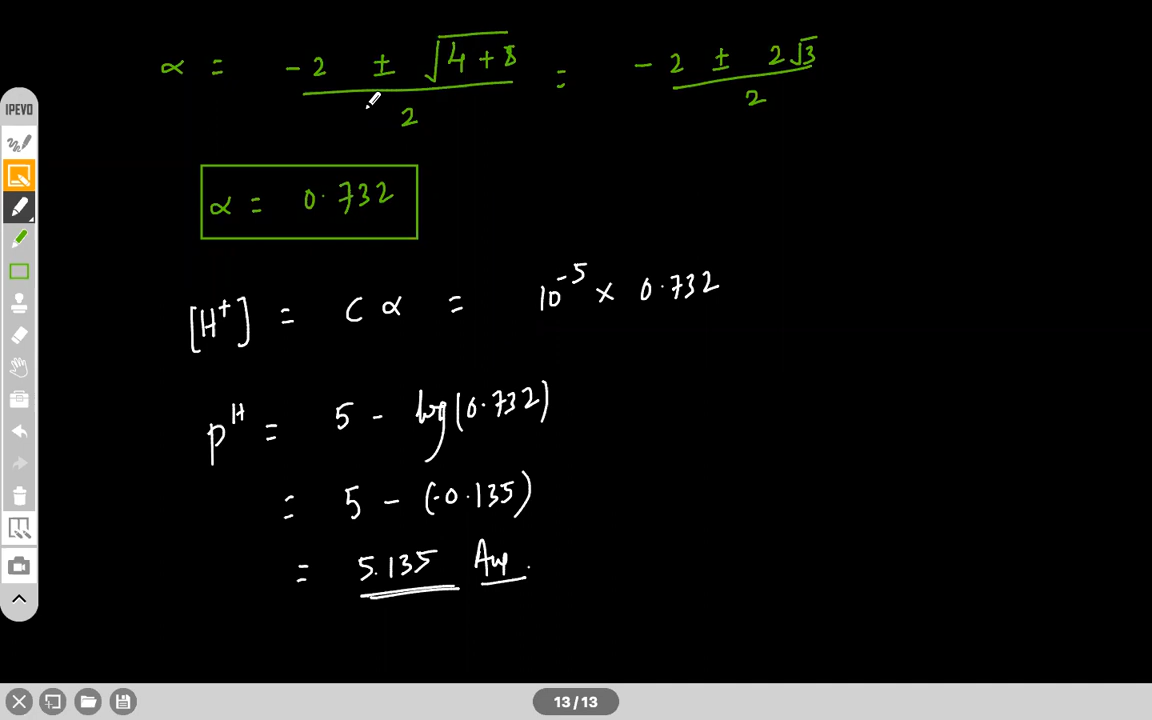 α = -2 ± √(4+8) / 2 = -2 ± 2√3 / 2
α = 0.732
[H⁺] = C α = 10⁻⁵ × 0.732
pᴴ = 5 - log(0.732)
= 5 - (-0.135)
= 5.135 Ans.
IPEVO
13/13